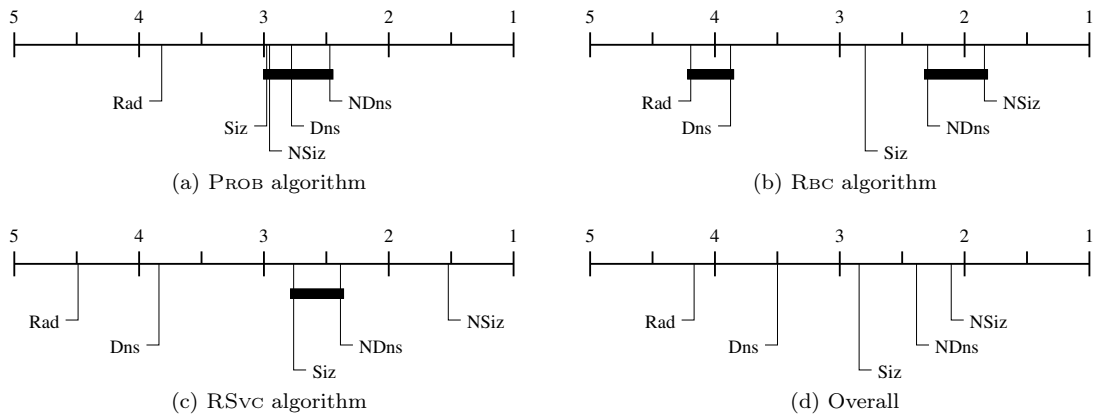 5 4 3 2 1
Rad NDns
Siz Dns
NSiz
(a) PROB algorithm
5 4 3 2 1
Rad NSiz
Dns NDns
Siz
(b) RBC algorithm
5 4 3 2 1
Rad NSiz
Dns NDns
Siz
(c) RSVC algorithm
5 4 3 2 1
Rad NSiz
Dns NDns
Siz
(d) Overall